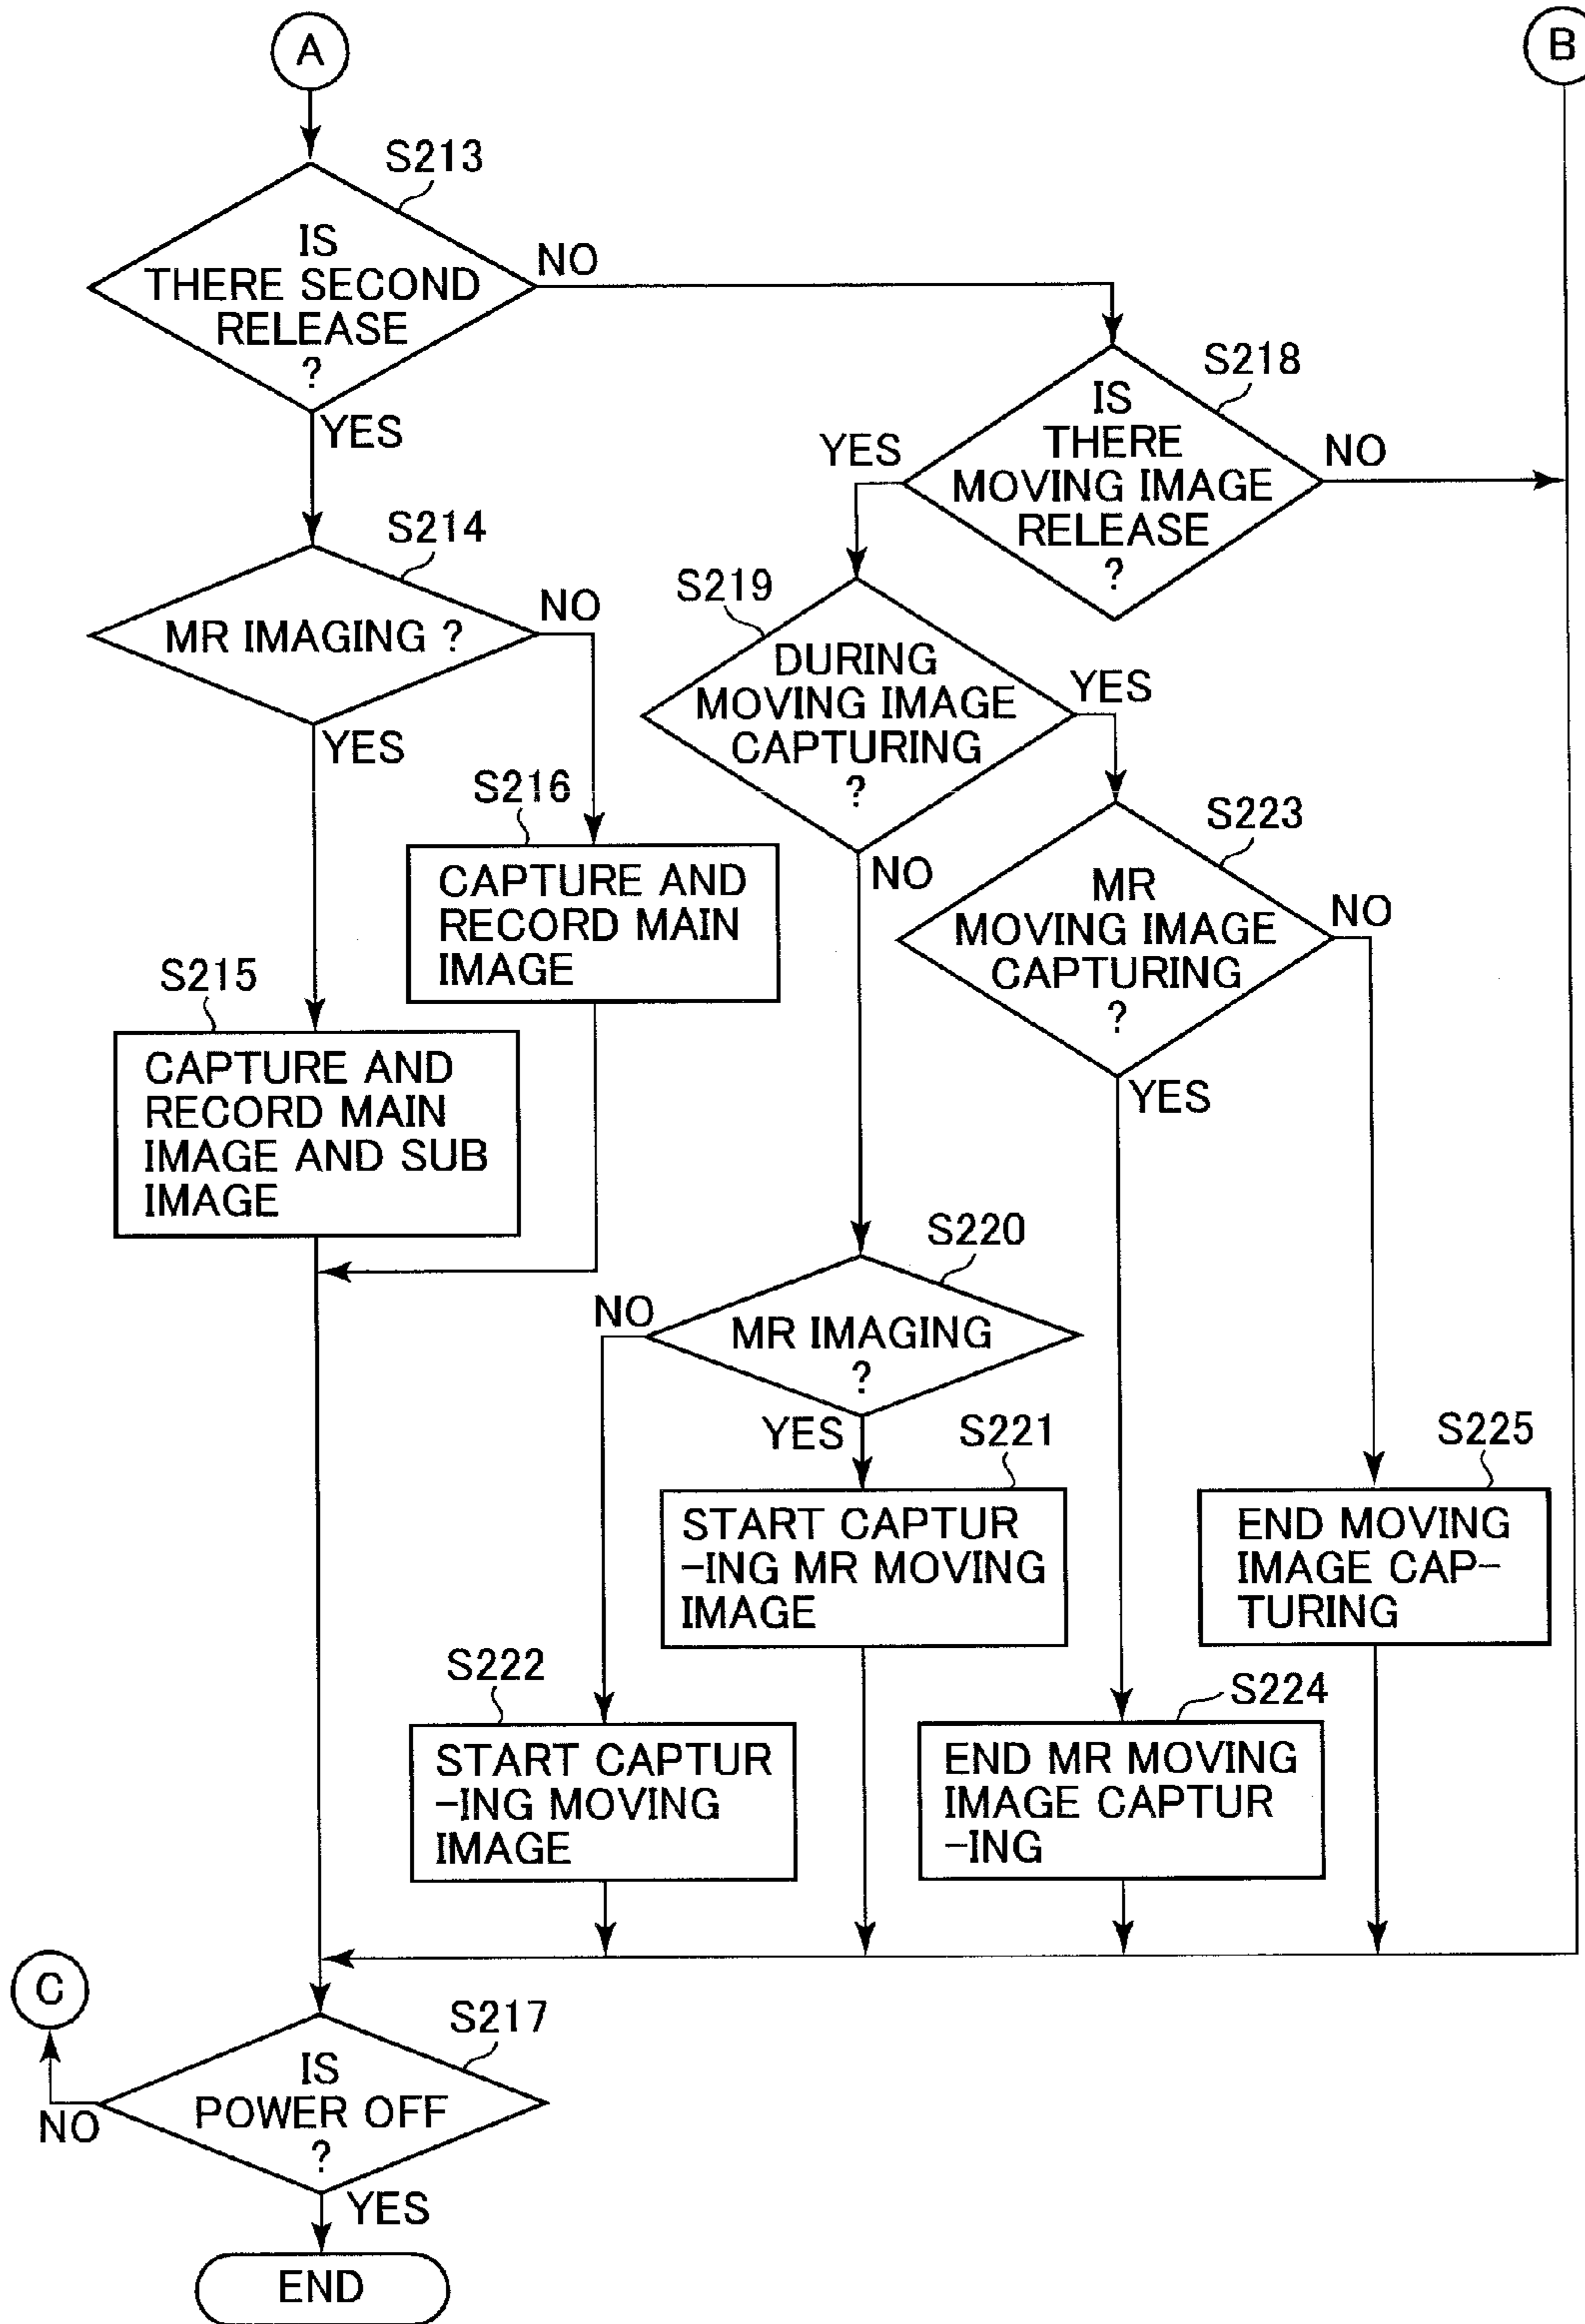 A
B
S213
IS
THERE SECOND
RELEASE
?
NO
YES
S218
IS
THERE
MOVING IMAGE
RELEASE
?
YES
NO
S214
MR IMAGING ?
NO
YES
S219
DURING
MOVING IMAGE
CAPTURING
?
YES
NO
S216
CAPTURE AND
RECORD MAIN
IMAGE
S223
MR
MOVING IMAGE
CAPTURING
?
NO
YES
S215
CAPTURE AND
RECORD MAIN
IMAGE AND SUB
IMAGE
S220
MR IMAGING
?
NO
YES
S221
START CAPTUR
-ING MR MOVING
IMAGE
S225
END MOVING
IMAGE CAP-
TURING
S222
START CAPTUR
-ING MOVING
IMAGE
S224
END MR MOVING
IMAGE CAPTUR
-ING
C
S217
IS
POWER OFF
?
NO
YES
END